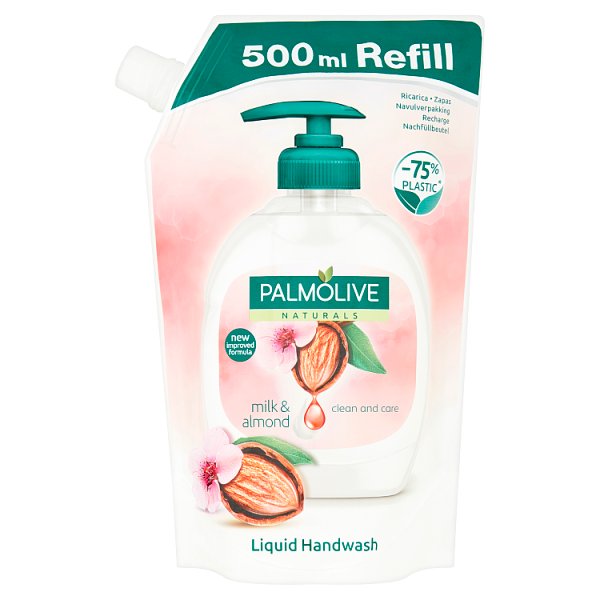 500 ml Refill
Ricarica • Zapas
Navulverpakking
Recharge
Nachfüllbeutel
-75%
PLASTIC*
PALMOLIVE
NATURALS
new
improved
formula
milk &
almond
clean and care
Liquid Handwash